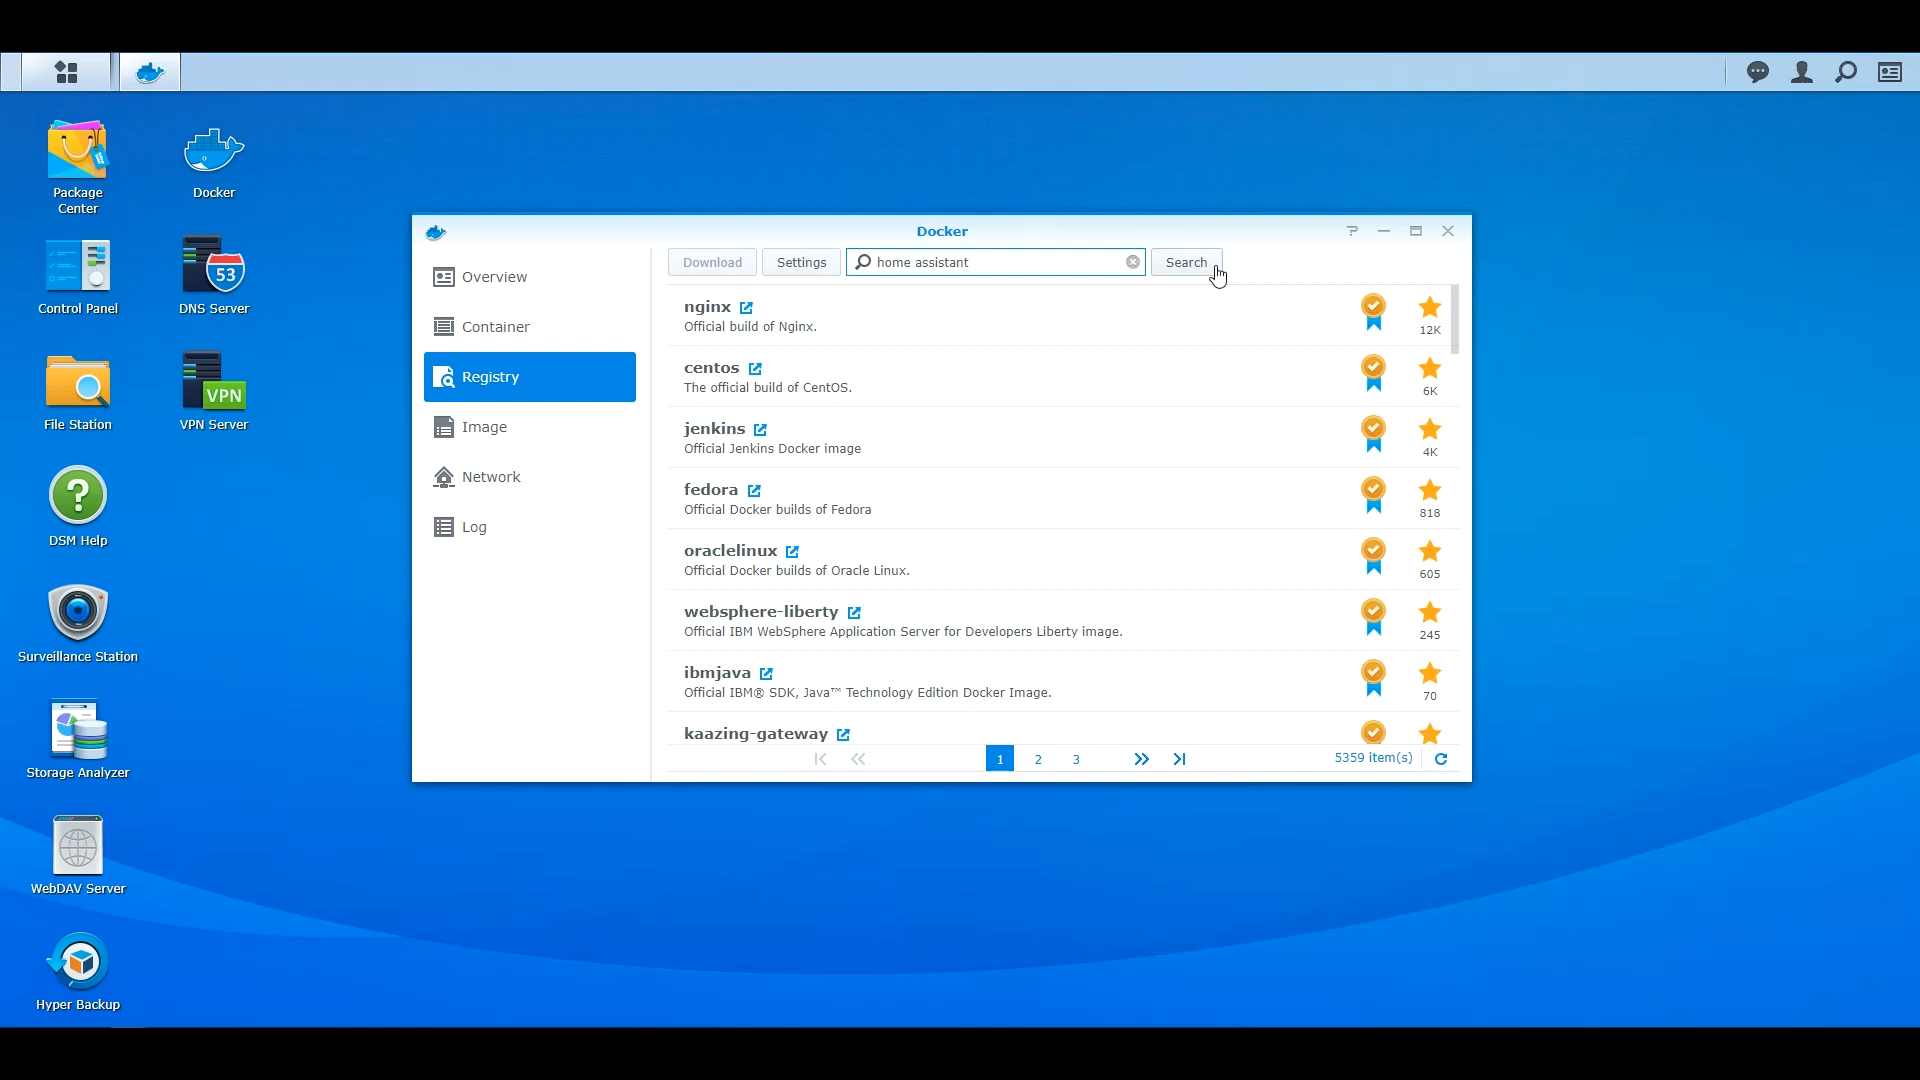 Package
Center
Docker
Control Panel
53
DNS Server
File Station
VPN
VPN Server
?
DSM Help
Surveillance Station
Storage Analyzer
WebDAV Server
Hyper Backup
Docker
?
Overview
Container
Registry
Image
Network
Log
Download Settings home assistant Search
nginx
Official build of Nginx.
12K
centos
The official build of CentOS.
6K
jenkins
Official Jenkins Docker image
4K
fedora
Official Docker builds of Fedora
818
oraclelinux
Official Docker builds of Oracle Linux.
605
websphere-liberty
Official IBM WebSphere Application Server for Developers Liberty image.
245
ibmjava
Official IBM® SDK, Java™ Technology Edition Docker Image.
70
kaazing-gateway
1 2 3 5359 item(s)